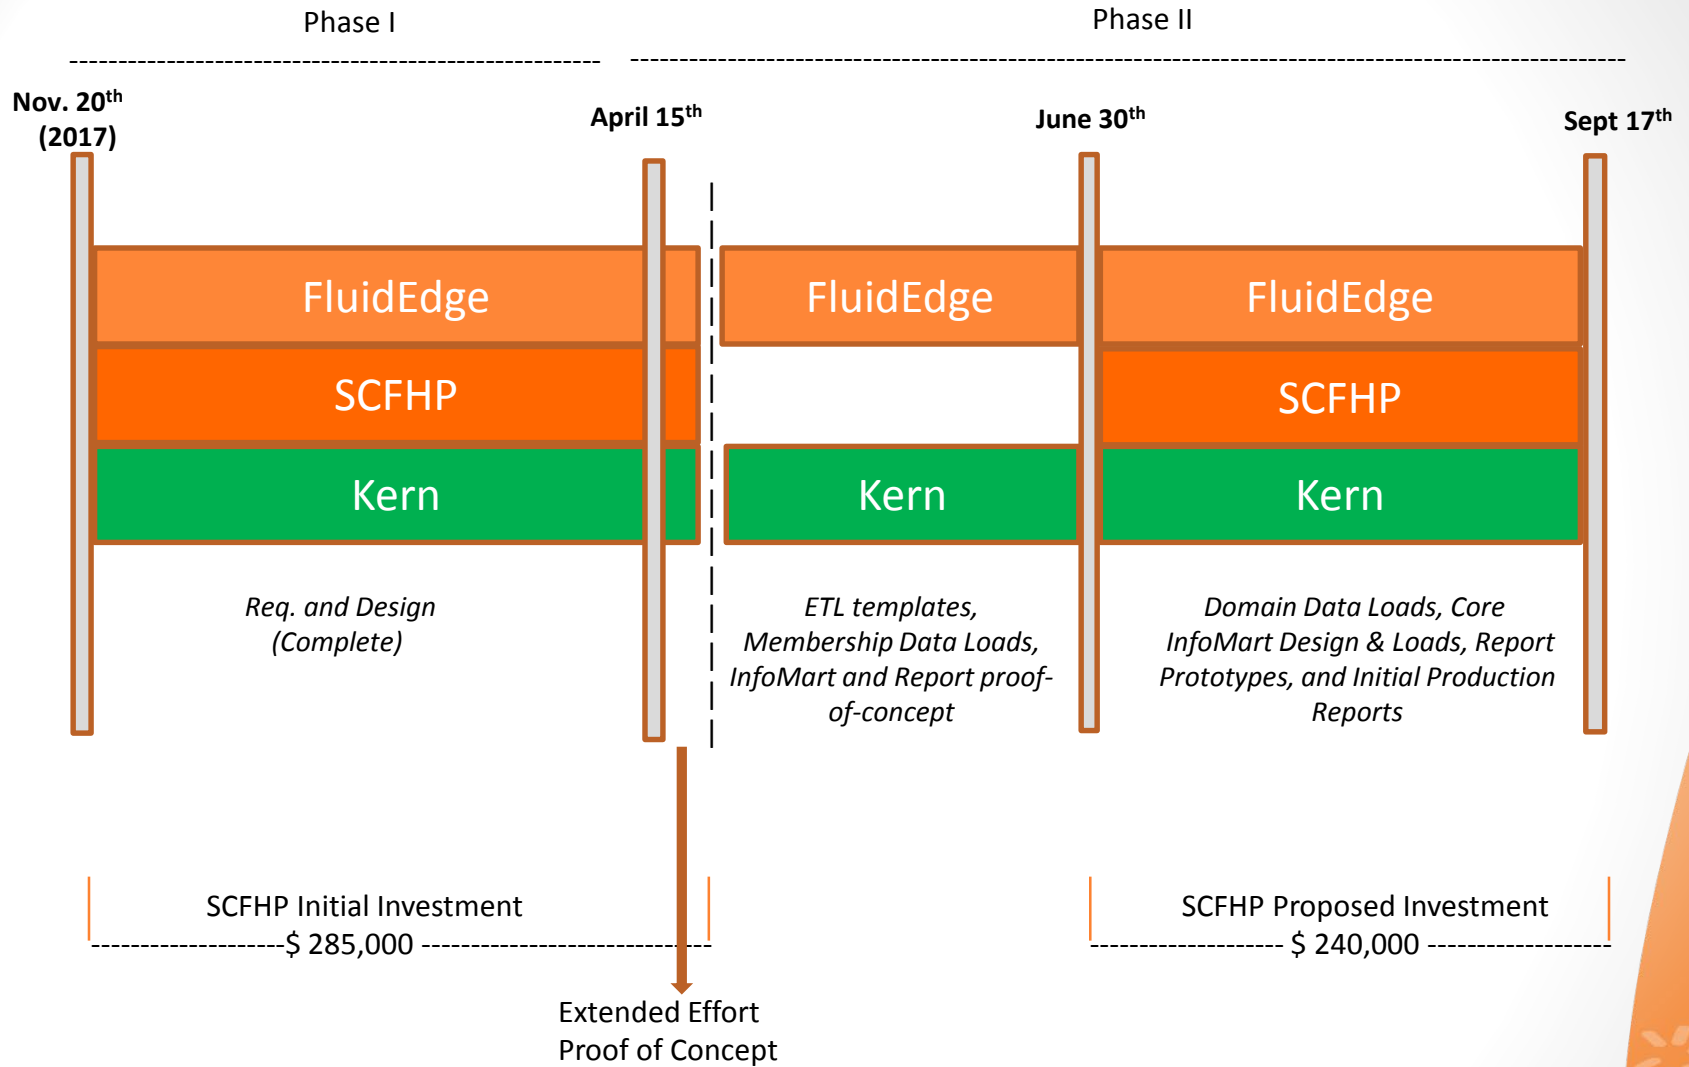 Phase I
Phase II
Nov. 20th
(2017)
April 15th
June 30th
Sept 17th
FluidEdge
FluidEdge
FluidEdge
SCFHP
SCFHP
Kern
Kern
Kern
Req. and Design
(Complete)
ETL templates,
Membership Data Loads,
InfoMart and Report proof-
of-concept
Domain Data Loads, Core
InfoMart Design & Loads, Report
Prototypes, and Initial Production
Reports
SCFHP Initial Investment
$ 285,000
SCFHP Proposed Investment
$ 240,000
Extended Effort
Proof of Concept